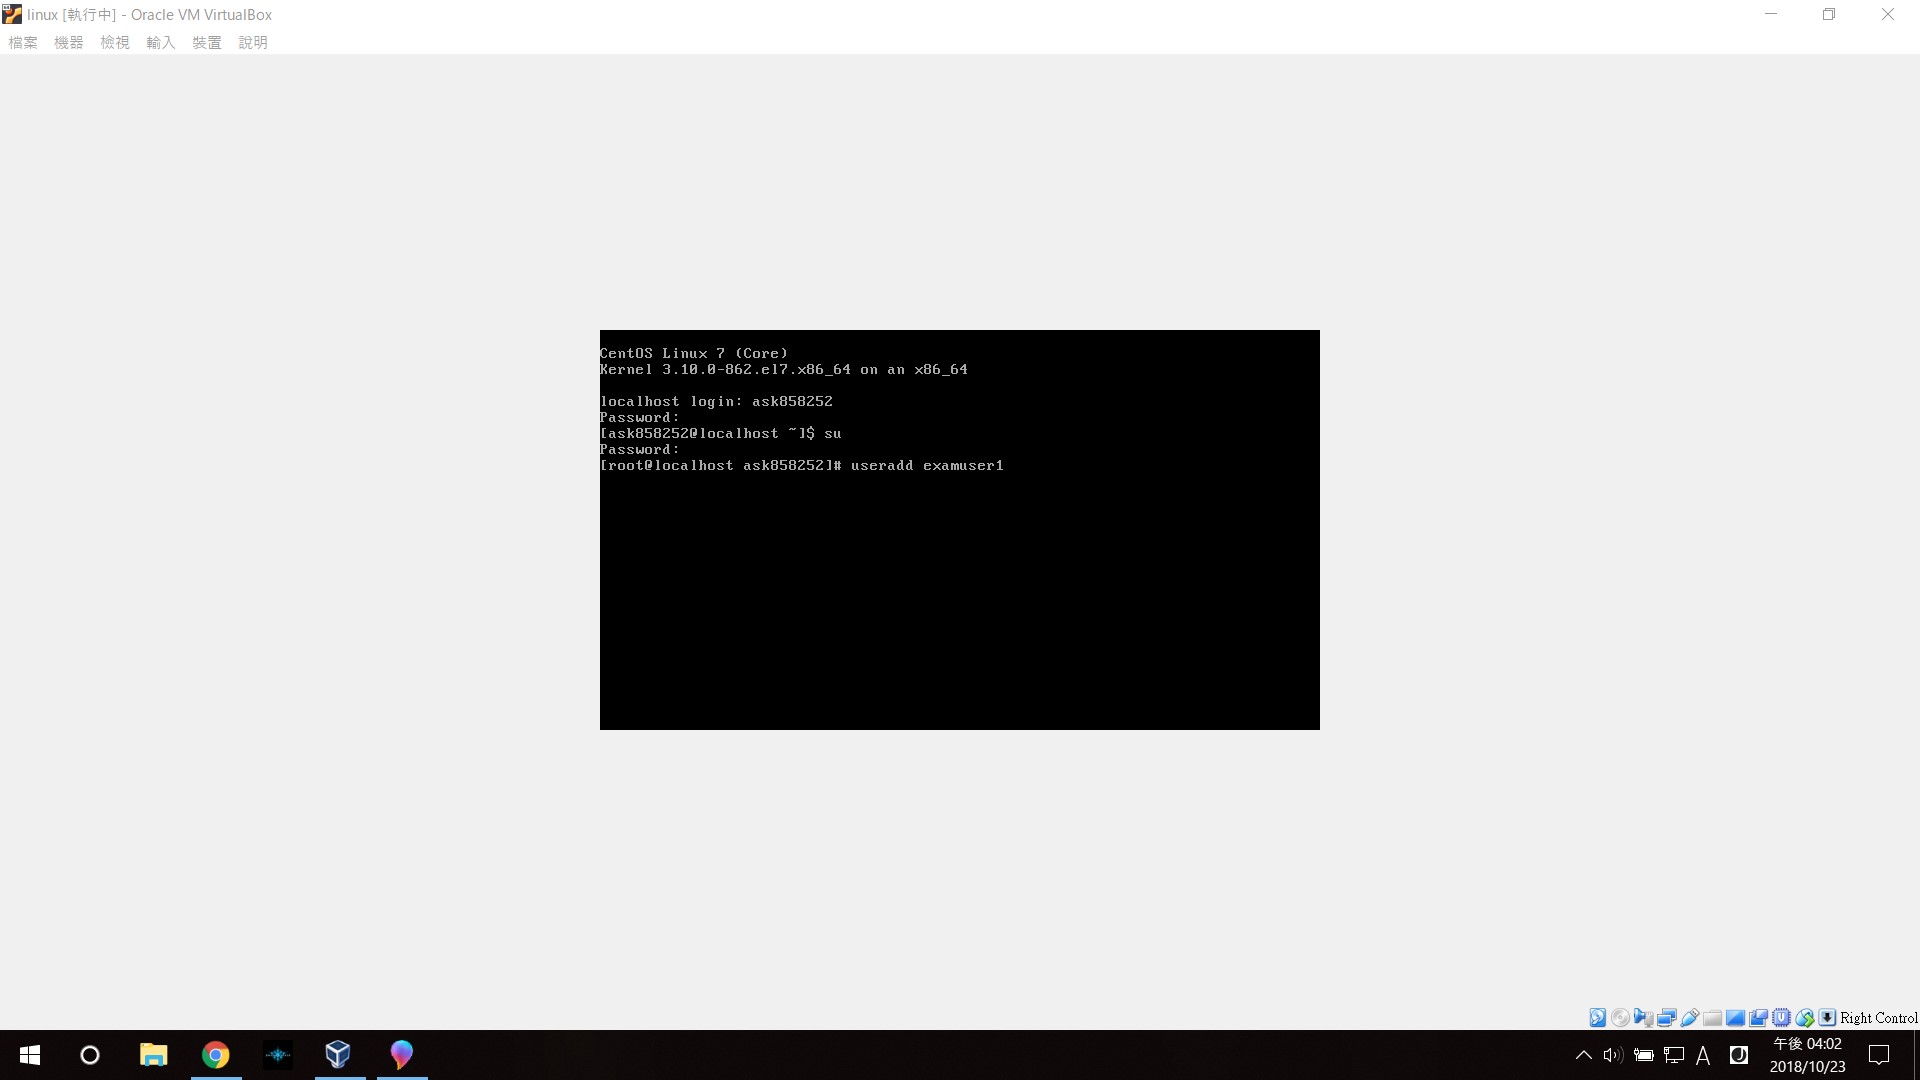 linux [執行中] - Oracle VM VirtualBox
檔案 機器 檢視 輸入 裝置 說明
CentOS Linux 7 (Core)
Kernel 3.10.0-862.el7.x86_64 on an x86_64
localhost login: ask858252
Password:
[ask858252@localhost ~]$ su
Password:
[root@localhost ask858252]# useradd examuser1
Right Control
A
午後 04:02
2018/10/23